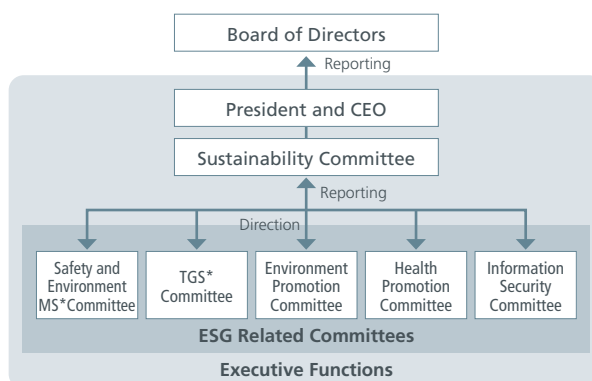 Board of Directors
Reporting
President and CEO
Sustainability Committee
Reporting
Direction
Safety and
Environment
MS*Committee
TGS*
Committee
Environment
Promotion
Committee
Health
Promotion
Committee
Information
Security
Committee
ESG Related Committees
Executive Functions